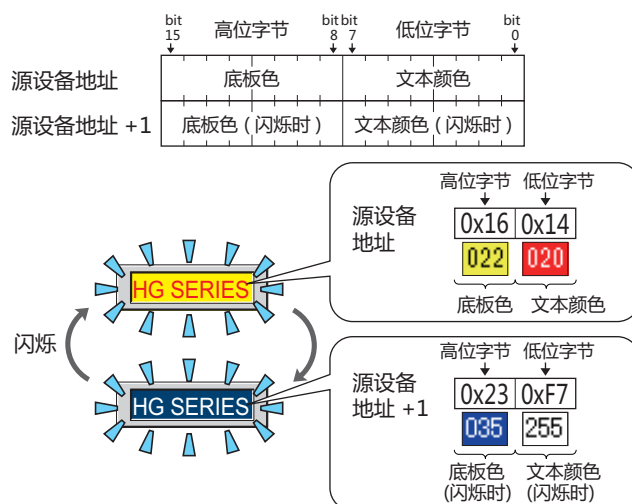 bit 15 高位字节 bit 8 bit 7 低位字节 bit 0
源设备地址 底板色 文本颜色
源设备地址 +1 底板色 ( 闪烁时 ) 文本颜色 ( 闪烁时 )
高位字节 低位字节
源设备
地址
0x16 0x14
022 020
底板色 文本颜色
HG SERIES
闪烁
HG SERIES
高位字节 低位字节
源设备
地址 +1
0x23 0xF7
035 255
底板色 文本颜色
(闪烁时) (闪烁时)